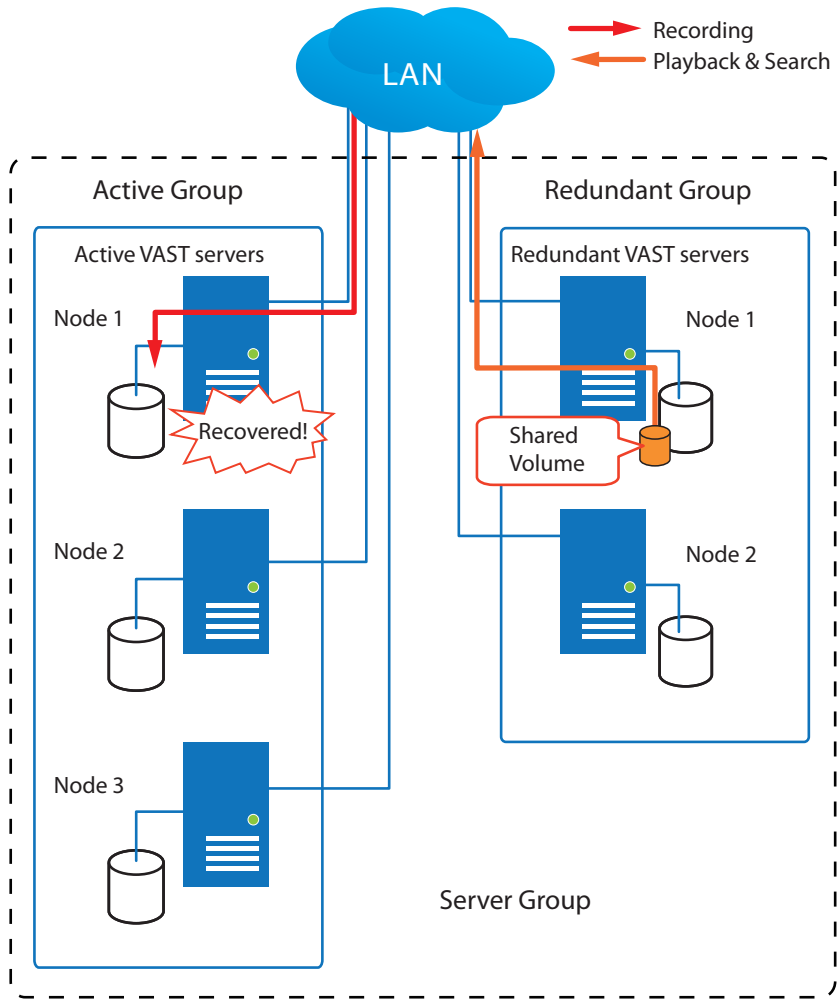 LAN
Recording
Playback & Search
Active Group
Redundant Group
Active VAST servers
Redundant VAST servers
Node 1
Node 1
Recovered!
Shared
Volume
Node 2
Node 2
Node 3
Server Group